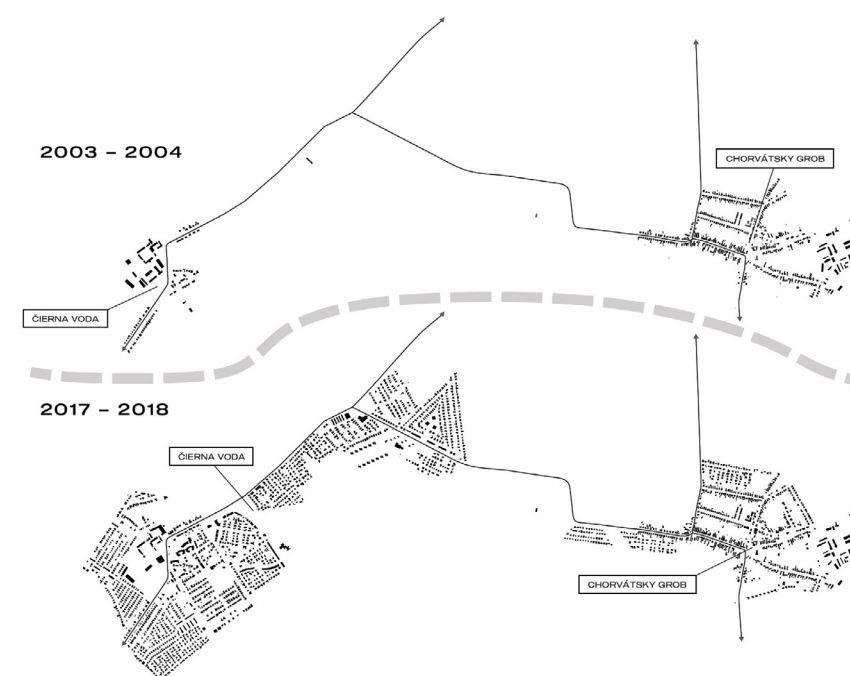 2003 – 2004
CHORVÁTSKY GROB
ČIERNA VODA
2017 – 2018
ČIERNA VODA
CHORVÁTSKY GROB